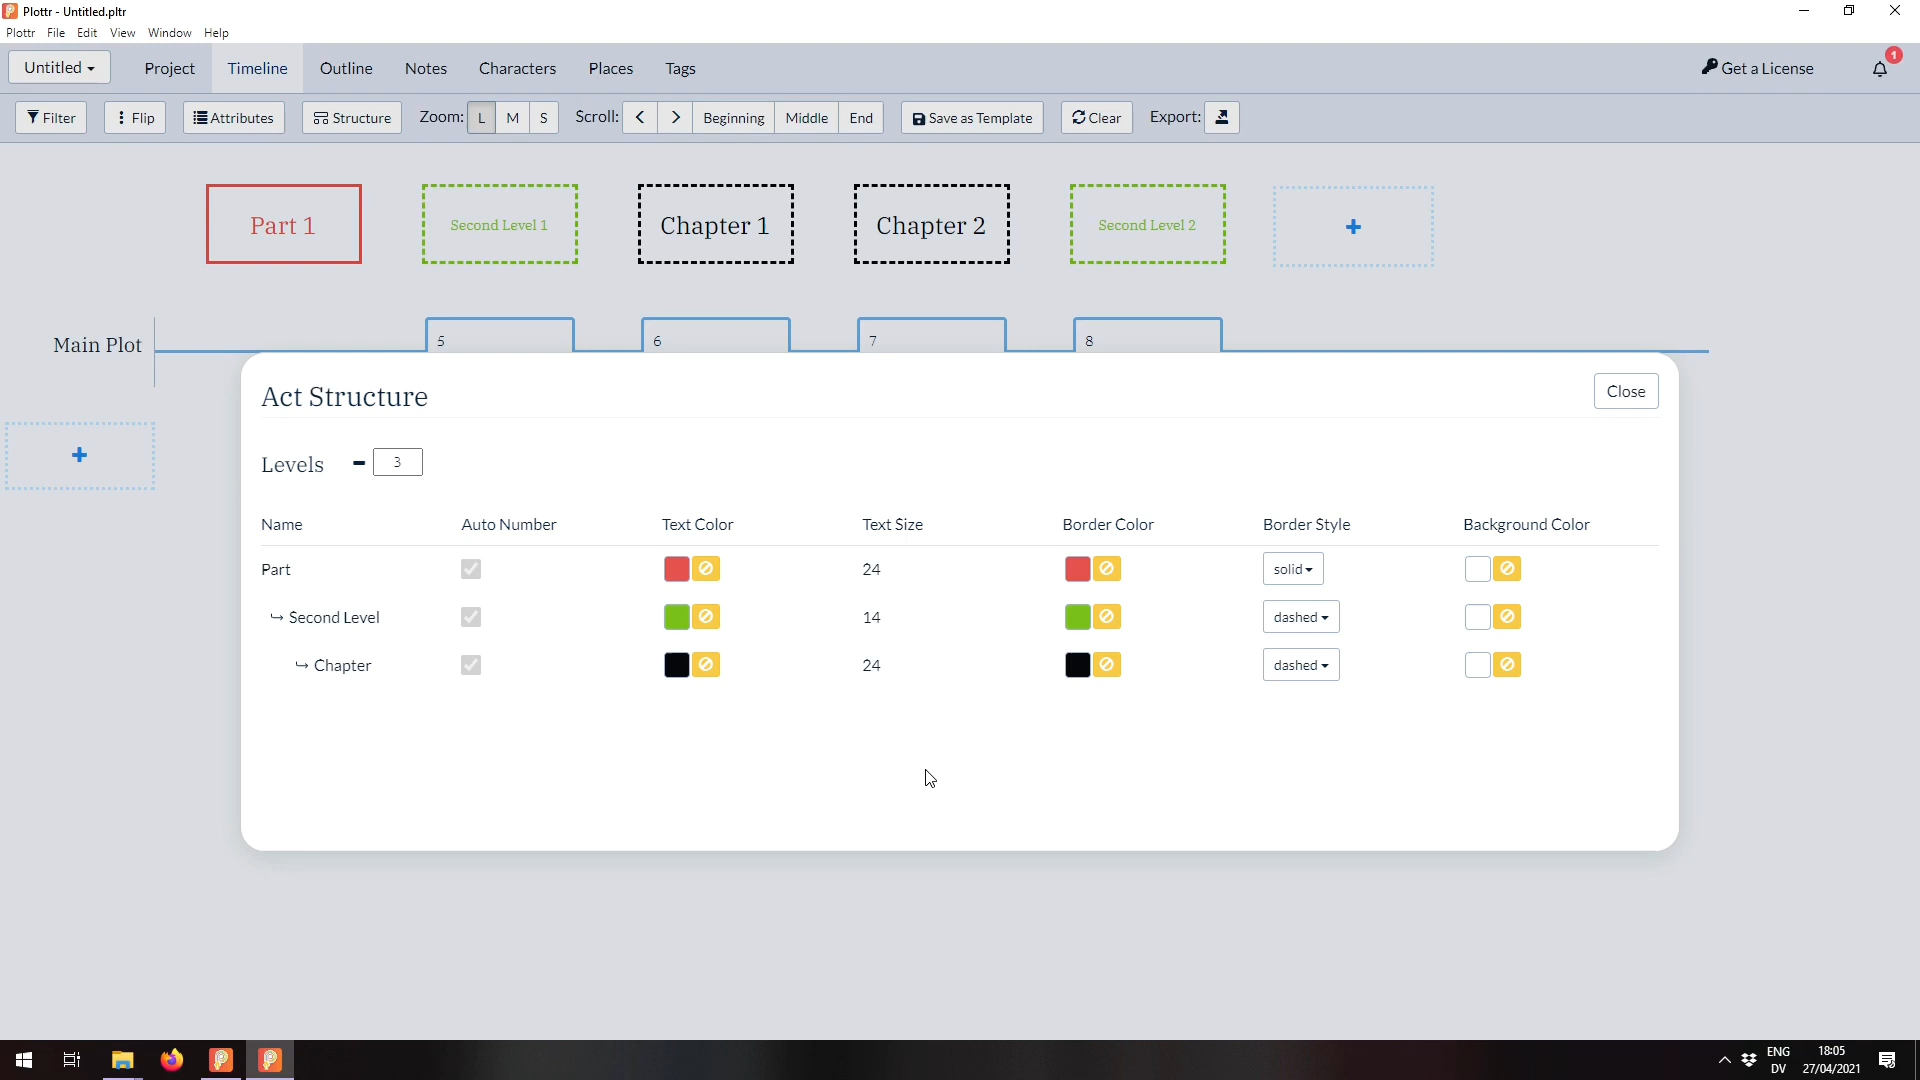 Plottr - Untitled.pltr
Plottr File Edit View Window Help
Untitled Project Timeline Outline Notes Characters Places Tags Get a License 1
Filter Flip Attributes Structure Zoom: L M S Scroll: Beginning Middle End Save as Template Clear Export:
Part 1 Second Level 1 Chapter 1 Chapter 2 Second Level 2
Main Plot 5 6 7 8
Act Structure Close
Levels 3
Name Auto Number Text Color Text Size Border Color Border Style Background Color
Part 24 solid
Second Level 14 dashed
Chapter 24 dashed
ENG 18:05
DV 27/04/2021